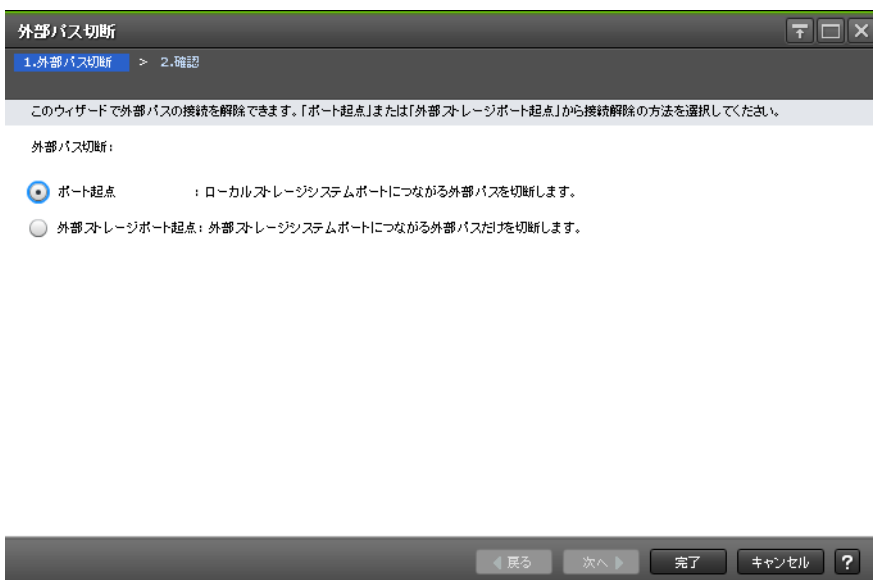 外部パス切断
1.外部パス切断 > 2.確認
このウィザードで外部パスの接続を解除できます。「ポート起点」または「外部ストレージポート起点」から接続解除の方法を選択してください。
外部パス切断:
ポート起点 : ローカルストレージシステムポートにつながる外部パスを切断します。
外部ストレージポート起点: 外部ストレージシステムポートにつながる外部パスだけを切断します。
戻る 次へ 完了 キャンセル ?